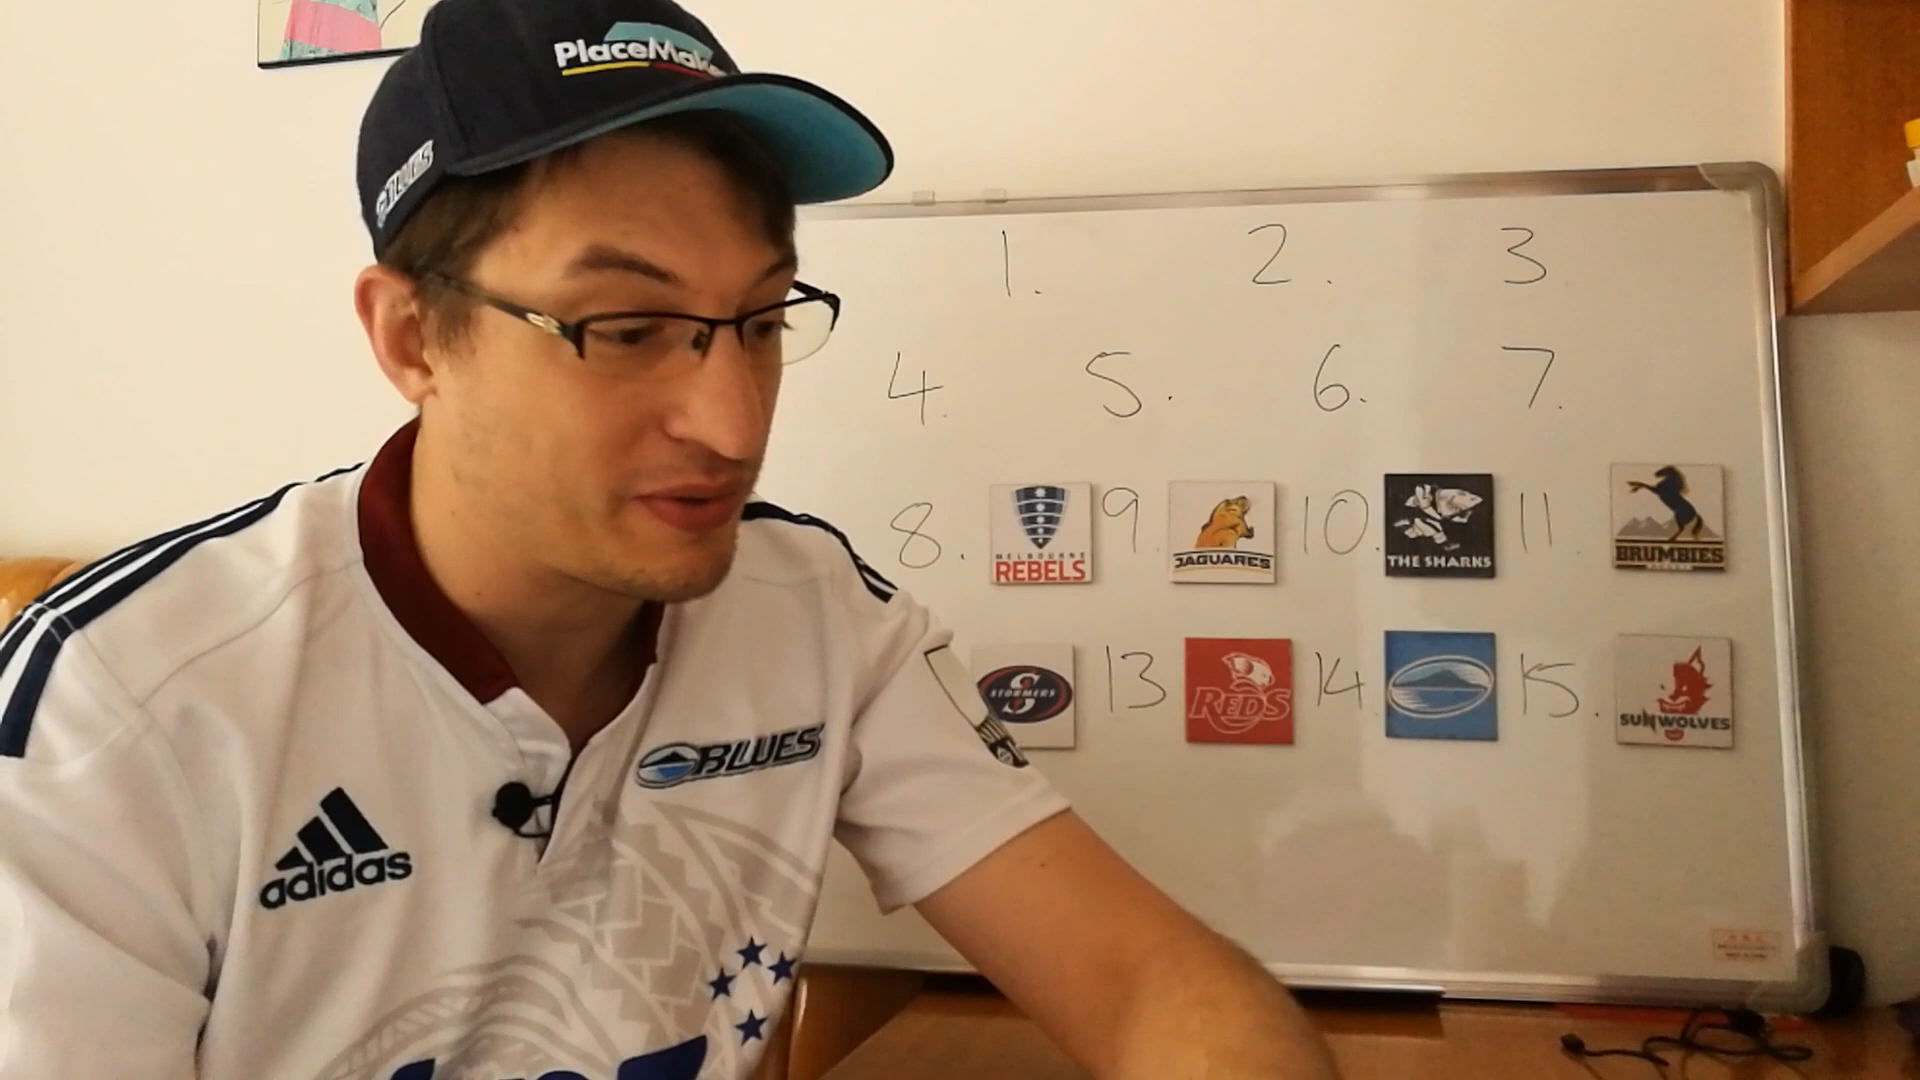 PlaceMake
BLUES
1. 2. 3
4. 5. 6. 7.
8. 9. 10. 11.
MELBOURNE
REBELS
JAGUARES
THE SHARKS
BRUMBIES
13 14. 15.
STORMERS
S
REDS
SUNWOLVES
BLUES
adidas